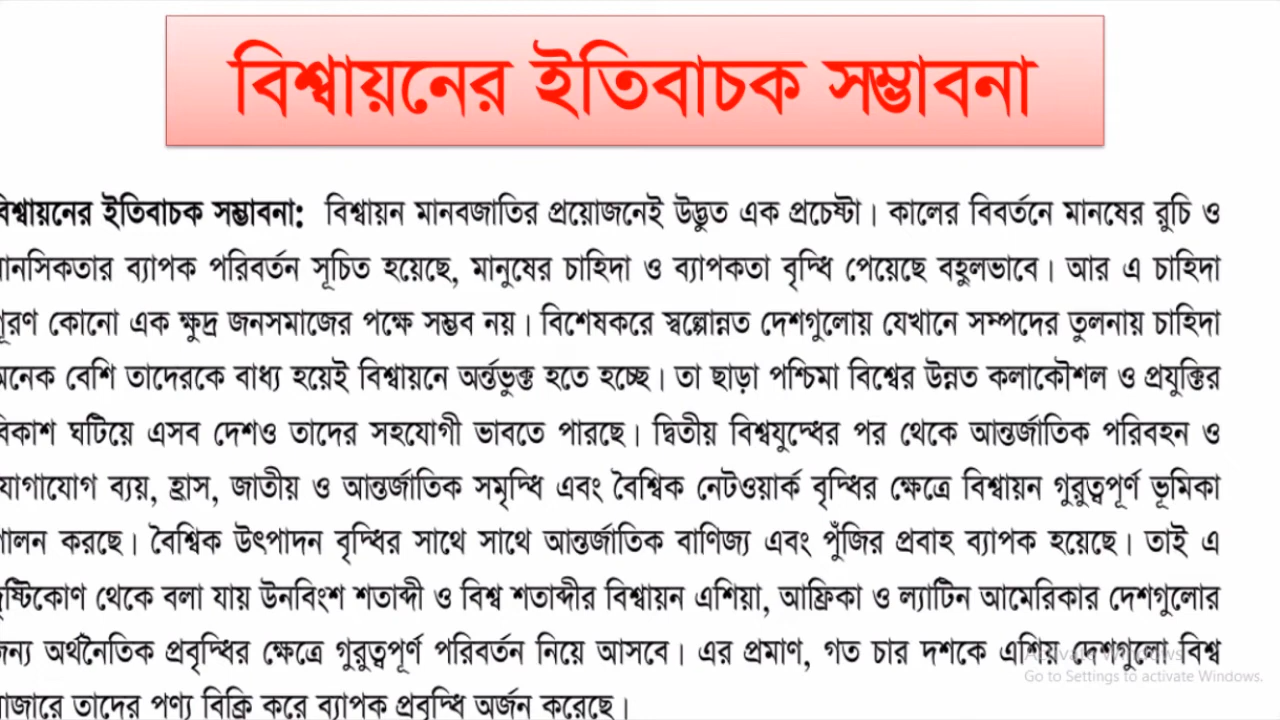 বিশ্বায়নের ইতিবাচক সম্ভাবনা
বিশ্বায়নের ইতিবাচক সম্ভাবনা: বিশ্বায়ন মানবজাতির প্রয়োজনেই উদ্ভুত এক প্রচেষ্টা। কালের বিবর্তনে মানষের রুচি ও
মানসিকতার ব্যাপক পরিবর্তন সূচিত হয়েছে, মানুষের চাহিদা ও ব্যাপকতা বৃদ্ধি পেয়েছে বহুলভাবে। আর এ চাহিদা
পূরণ কোনো এক ক্ষুদ্র জনসমাজের পক্ষে সম্ভব নয়। বিশেষকরে স্বল্পোন্নত দেশগুলোয় যেখানে সম্পদের তুলনায় চাহিদা
অনেক বেশি তাদেরকে বাধ্য হয়েই বিশ্বায়নে অর্ন্তভুক্ত হতে হচ্ছে। তা ছাড়া পশ্চিমা বিশ্বের উন্নত কলাকৌশল ও প্রযুক্তির
বিকাশ ঘটিয়ে এসব দেশও তাদের সহযোগী ভাবতে পারছে। দ্বিতীয় বিশ্বযুদ্ধের পর থেকে আন্তর্জাতিক পরিবহন ও
যোগাযোগ ব্যয়, হ্রাস, জাতীয় ও আন্তর্জাতিক সমৃদ্ধি এবং বৈশ্বিক নেটওয়ার্ক বৃদ্ধির ক্ষেত্রে বিশ্বায়ন গুরুত্বপূর্ণ ভূমিকা
পালন করছে। বৈশ্বিক উৎপাদন বৃদ্ধির সাথে সাথে আন্তর্জাতিক বাণিজ্য এবং পুঁজির প্রবাহ ব্যাপক হয়েছে। তাই এ
দৃষ্টিকোণ থেকে বলা যায় উনবিংশ শতাব্দী ও বিশ্ব শতাব্দীর বিশ্বায়ন এশিয়া, আফ্রিকা ও ল্যাটিন আমেরিকার দেশগুলোর
জন্য অর্থনৈতিক প্রবৃদ্ধির ক্ষেত্রে গুরুত্বপূর্ণ পরিবর্তন নিয়ে আসবে। এর প্রমাণ, গত চার দশকে এশিয় দেশগুলো বিশ্ব
বাজারে তাদের পণ্য বিক্রি করে ব্যাপক প্রবৃদ্ধি অর্জন করেছে।
Activate Windows
Go to Settings to activate Windows.